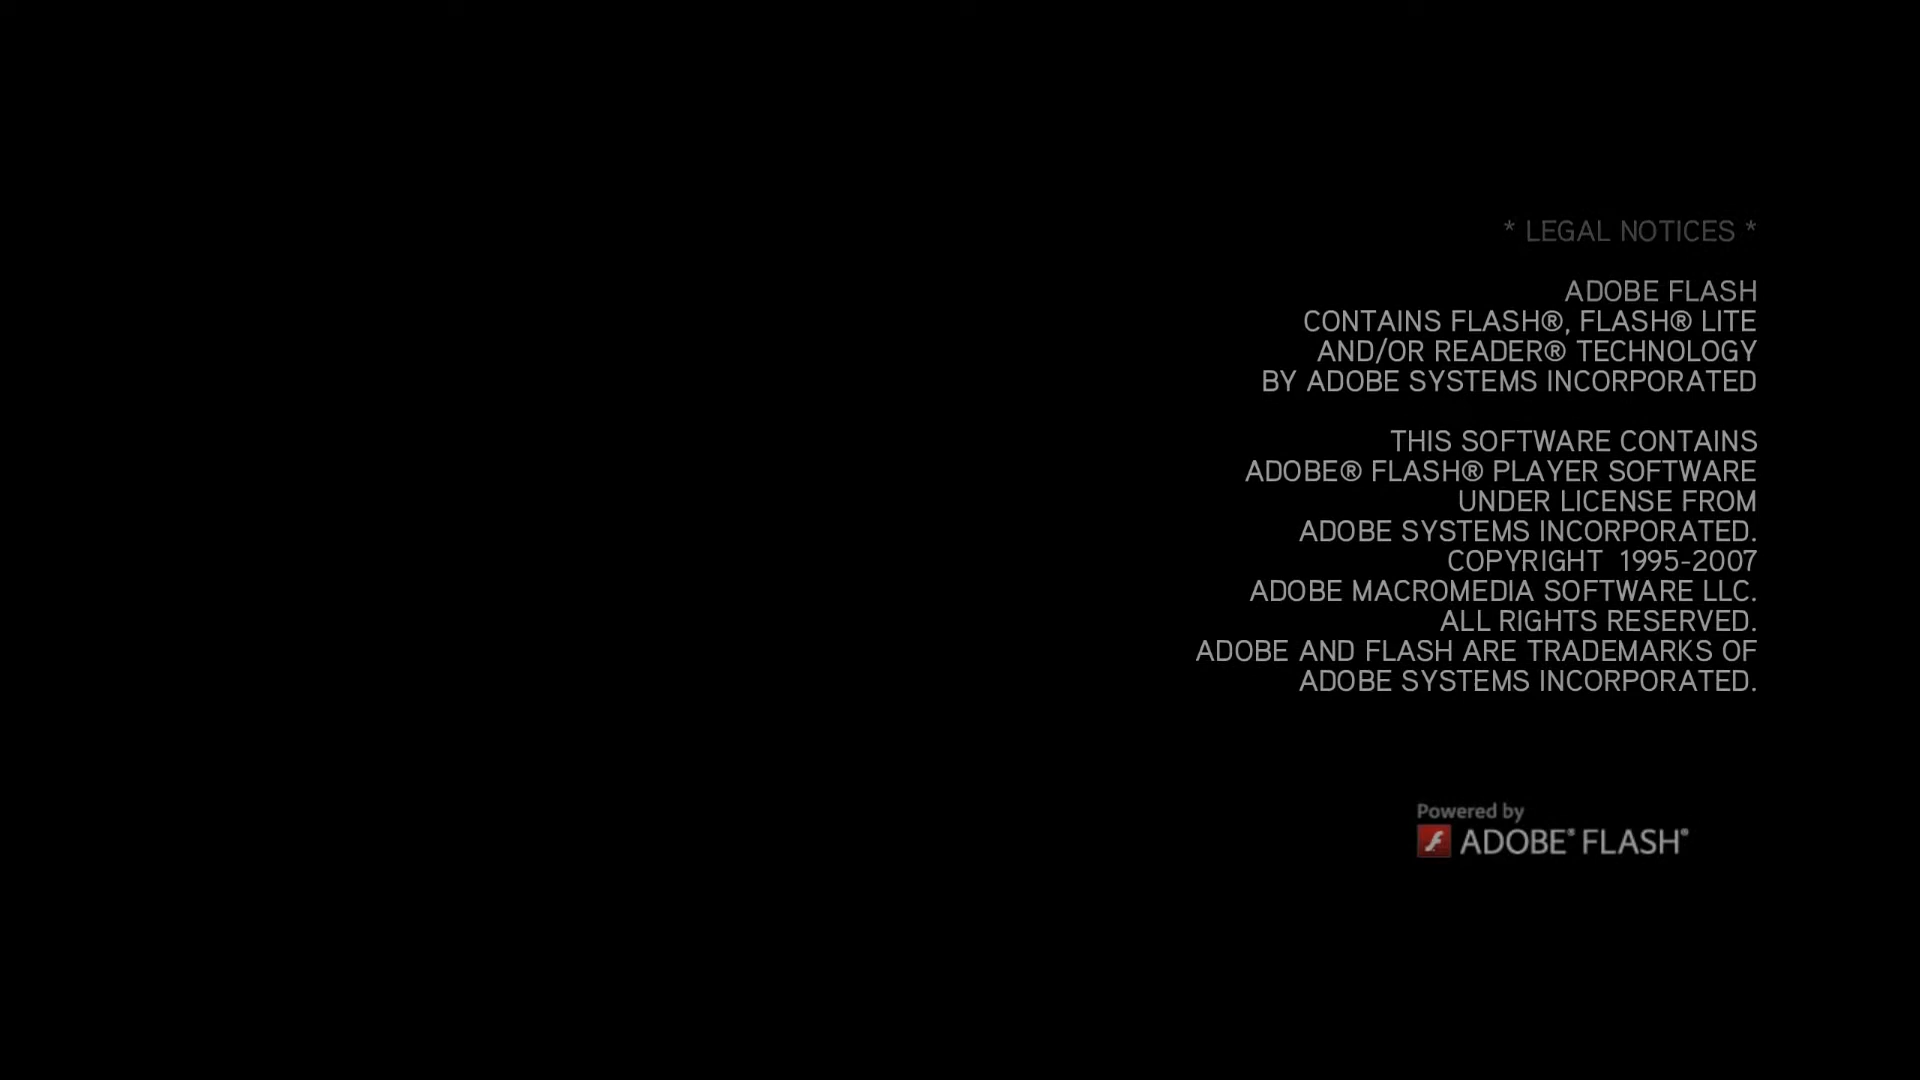 * LEGAL NOTICES *
ADOBE FLASH
CONTAINS FLASH®, FLASH® LITE
AND/OR READER® TECHNOLOGY
BY ADOBE SYSTEMS INCORPORATED
THIS SOFTWARE CONTAINS
ADOBE® FLASH® PLAYER SOFTWARE
UNDER LICENSE FROM
ADOBE SYSTEMS INCORPORATED.
COPYRIGHT  1995-2007
ADOBE MACROMEDIA SOFTWARE LLC.
ALL RIGHTS RESERVED.
ADOBE AND FLASH ARE TRADEMARKS OF
ADOBE SYSTEMS INCORPORATED.
Powered by
ADOBE® FLASH®